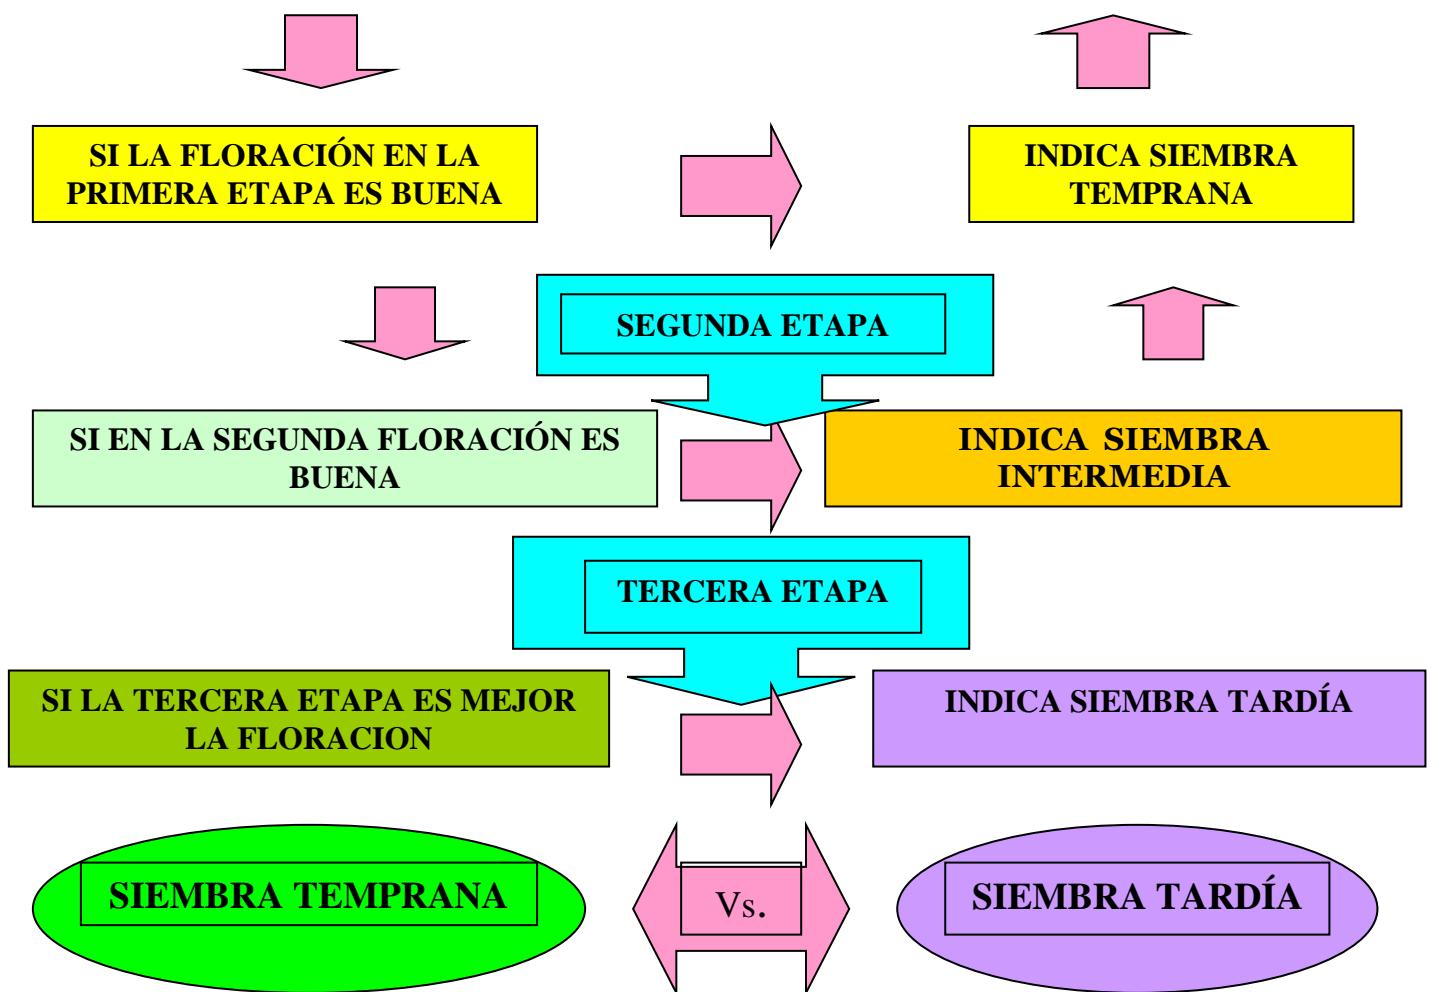 SI LA FLORACIÓN EN LA
PRIMERA ETAPA ES BUENA
INDICA SIEMBRA
TEMPRANA
SEGUNDA ETAPA
SI EN LA SEGUNDA FLORACIÓN ES
BUENA
INDICA SIEMBRA
INTERMEDIA
TERCERA ETAPA
SI LA TERCERA ETAPA ES MEJOR
LA FLORACION
INDICA SIEMBRA TARDÍA
SIEMBRA TEMPRANA
Vs.
SIEMBRA TARDÍA